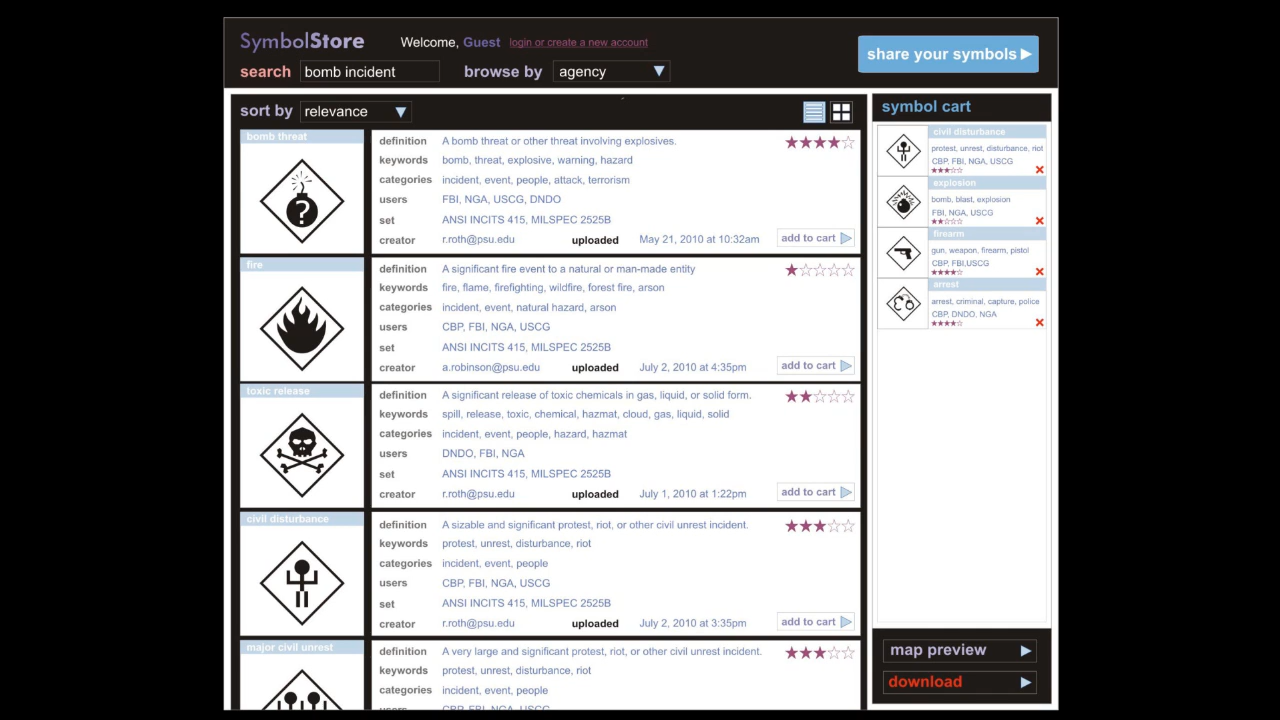 SymbolStore Welcome, Guest login or create a new account
share your symbols
search bomb incident browse by agency
sort by relevance
bomb threat
?
definition A bomb threat or other threat involving explosives.
keywords bomb, threat, explosive, warning, hazard
categories incident, event, people, attack, terrorism
users FBI, NGA, USCG, DNDO
set ANSI INCITS 415, MILSPEC 2525B
creator r.roth@psu.edu uploaded May 21, 2010 at 10:32am add to cart
fire
definition A significant fire event to a natural or man-made entity
keywords fire, flame, firefighting, wildfire, forest fire, arson
categories incident, event, natural hazard, arson
users CBP, FBI, NGA, USCG
set ANSI INCITS 415, MILSPEC 2525B
creator a.robinson@psu.edu uploaded July 2, 2010 at 4:35pm add to cart
toxic release
definition A significant release of toxic chemicals in gas, liquid, or solid form.
keywords spill, release, toxic, chemical, hazmat, cloud, gas, liquid, solid
categories incident, event, people, hazard, hazmat
users DNDO, FBI, NGA
set ANSI INCITS 415, MILSPEC 2525B
creator r.roth@psu.edu uploaded July 1, 2010 at 1:22pm add to cart
civil disturbance
definition A sizable and significant protest, riot, or other civil unrest incident.
keywords protest, unrest, disturbance, riot
categories incident, event, people
users CBP, FBI, NGA, USCG
set ANSI INCITS 415, MILSPEC 2525B
creator r.roth@psu.edu uploaded July 2, 2010 at 3:35pm add to cart
major civil unrest
definition A very large and significant protest, riot, or other civil unrest incident.
keywords protest, unrest, disturbance, riot
categories incident, event, people
users CBP, FBI, NGA, USCG
symbol cart
civil disturbance
protest, unrest, disturbance, riot
CBP, FBI, NGA, USCG
explosion
bomb, blast, explosion
FBI, NGA, USCG
firearm
gun, weapon, firearm, pistol
CBP, FBI,USCG
arrest
arrest, criminal, capture, police
CBP, DNDO, NGA
map preview
download